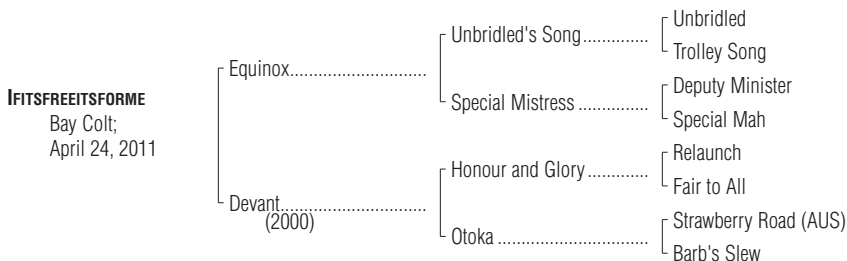 Unbridled
Unbridled's Song..............
Trolley Song
Equinox............................
Deputy Minister
IFITSFREEITSFORME
Special Mistress ..............
Bay Colt;
Special Mah
April 24, 2011
Relaunch
Honour and Glory.............
Fair to All
Devant.............................
(2000)
Strawberry Road (AUS)
Otoka ................................
Barb's Slew